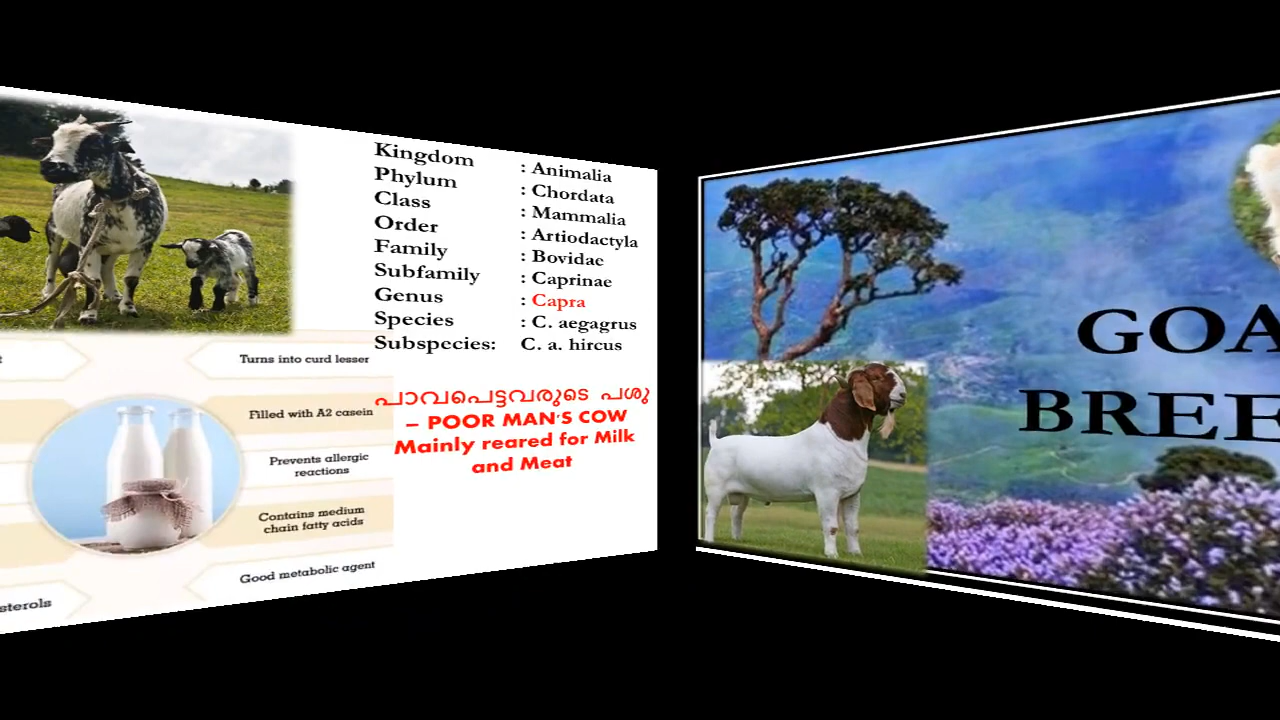 Kingdom : Animalia
Phylum : Chordata
Class : Mammalia
Order : Artiodactyla
Family : Bovidae
Subfamily : Caprinae
Genus : Capra
Species : C. aegagrus
Subspecies: C. a. hircus
പാവപെട്ടവരുടെ പശു
– POOR MAN'S COW
Mainly reared for Milk
and Meat
Turns into curd lesser
Filled with A2 casein
Prevents allergic
reactions
Contains medium
chain fatty acids
Good metabolic agent
sterols
GOA
BREE